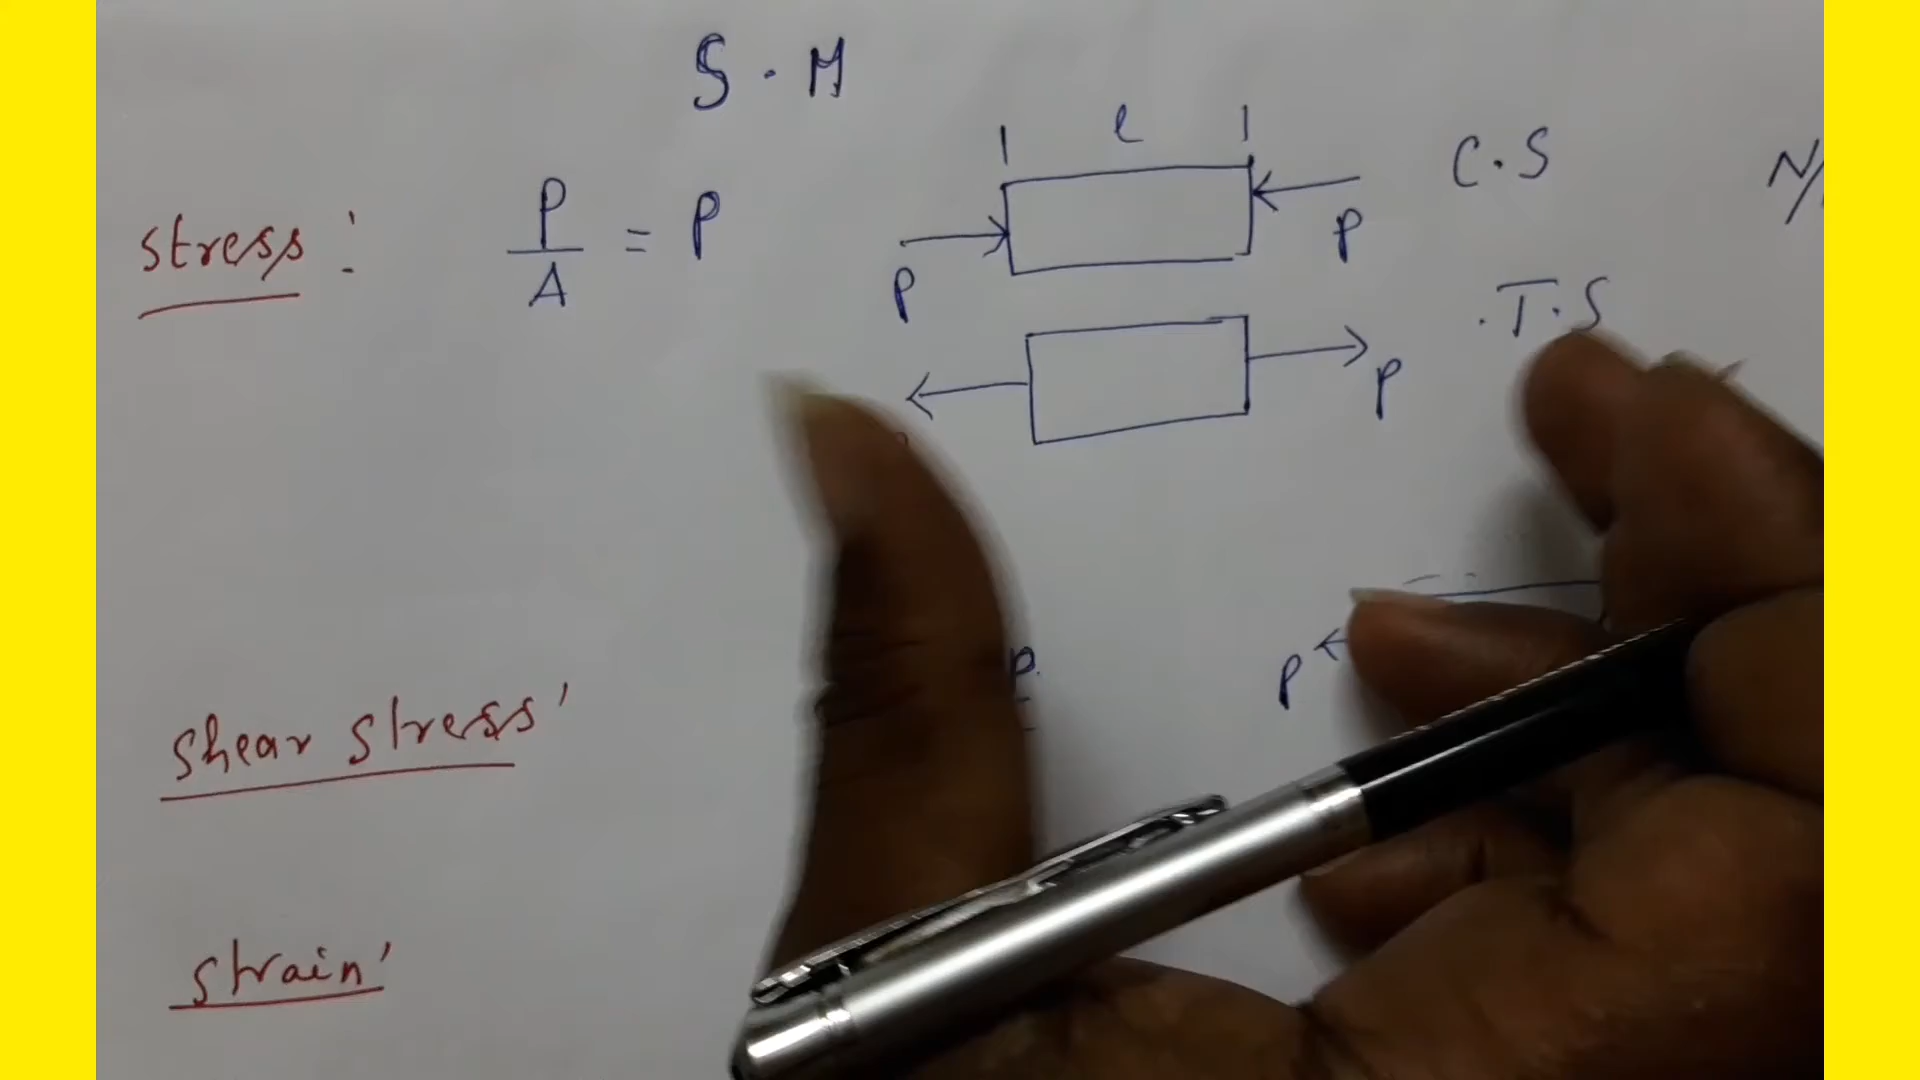 S.M
l
C.S
N/
stress:
P
A
= P
P
P
.T.S
P
P
P
shear stress'
strain'